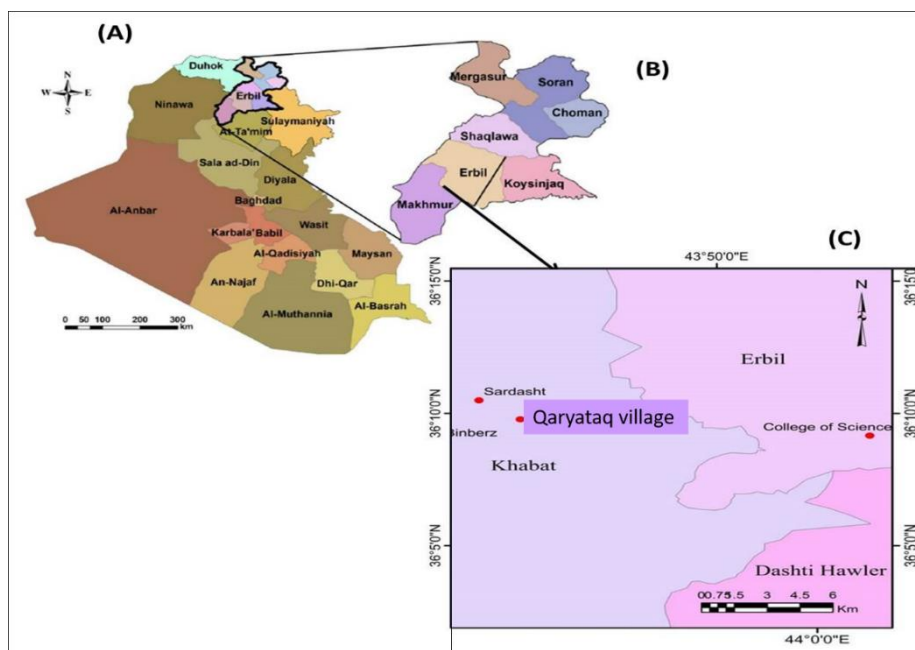 (A)
N
W E
S
Duhok
Ninawa
Erbil
At-Ta'mim
Sulaymaniyah
Sala ad-Din
Diyala
Al-Anbar
Baghdad
Karbala'
Babil
Wasit
Al-Qadisiyah
Maysan
An-Najaf
Dhi-Qar
Al-Basrah
Al-Muthannia
0 50 100 200 300
km
(B)
Mergasur
Soran
Choman
Shaqlawa
Erbil
Koysinjaq
Makhmur
(C)
43°50'0"E
36°15'0"N
36°15'0"N
N
Erbil
Sardasht
36°10'0"N
Qaryataq village
College of Science
36°10'0"N
Binberz
Khabat
36°5'0"N
36°5'0"N
Dashti Hawler
0 0.75 1.5 3 4.5 6
Km
44°0'0"E